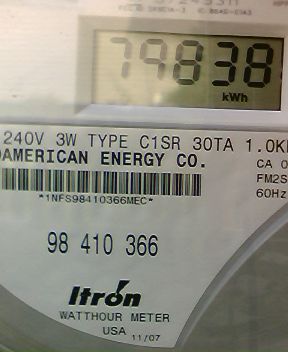 79838
kWh
240V 3W TYPE C1SR 30TA 1.0K
AMERICAN ENERGY CO.
CA
FM2S
60Hz
*1NFS98410366MEC*
98 410 366
Itron
WATTHOUR METER
USA 11/07